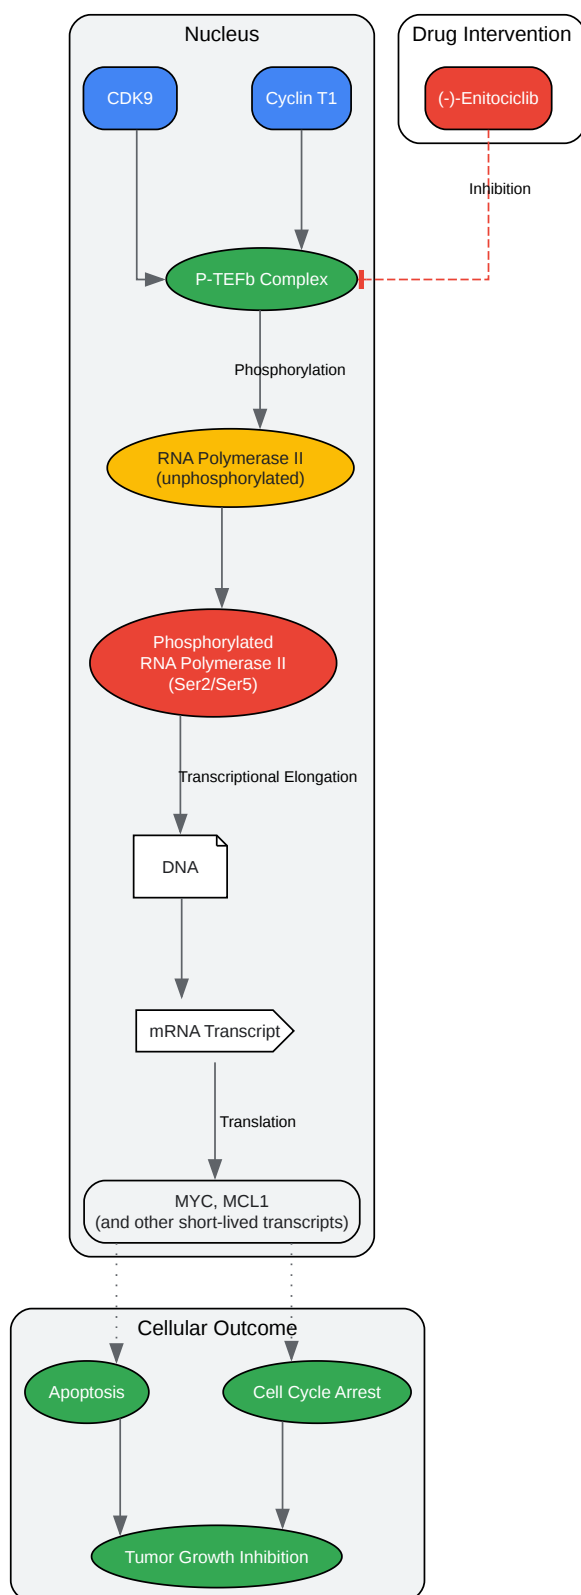 Nucleus
Drug Intervention
CDK9
Cyclin T1
(-)-Enitociclib
Inhibition
P-TEFb Complex
Phosphorylation
RNA Polymerase II
(unphosphorylated)
Phosphorylated
RNA Polymerase II
(Ser2/Ser5)
Transcriptional Elongation
DNA
mRNA Transcript
Translation
MYC, MCL1
(and other short-lived transcripts)
Cellular Outcome
Apoptosis
Cell Cycle Arrest
Tumor Growth Inhibition